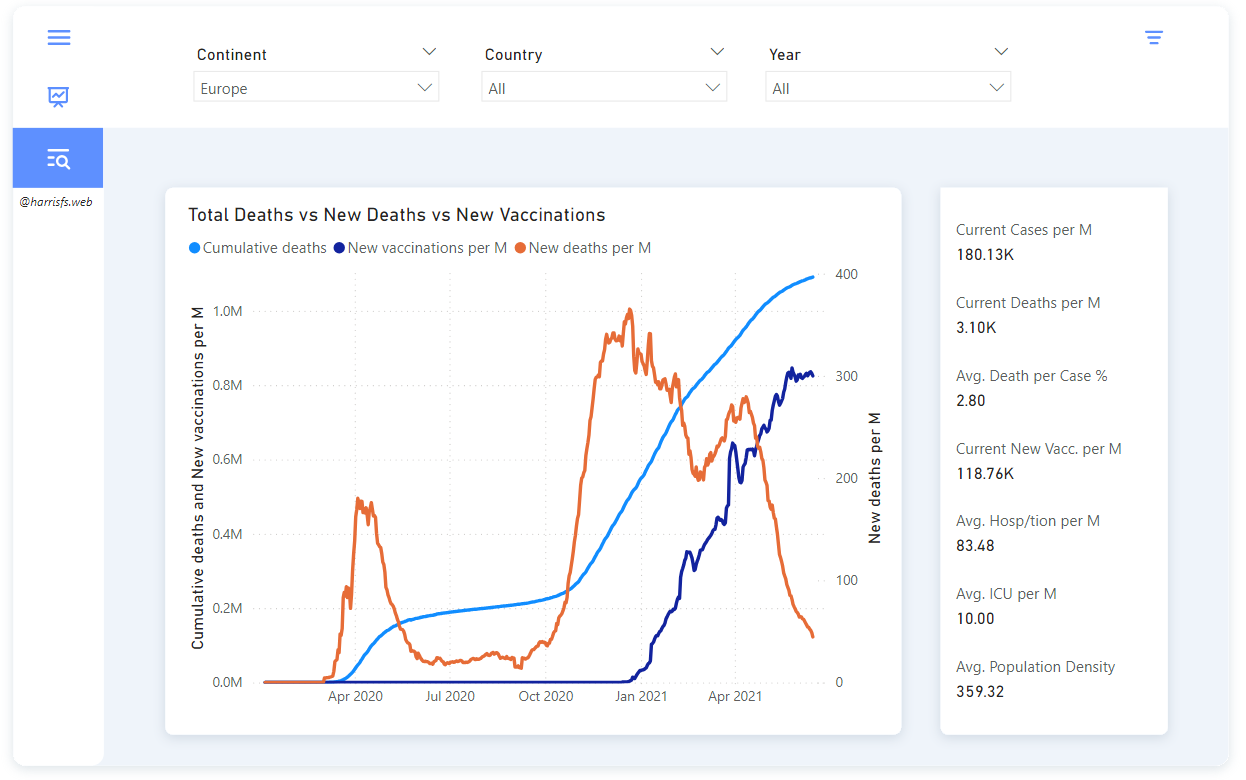 Continent
Country
Year
Europe
All
All
@harrisfs.web
Total Deaths vs New Deaths vs New Vaccinations
Cumulative deaths New vaccinations per M New deaths per M
Cumulative deaths and New vaccinations per M
1.0M
0.8M
0.6M
0.4M
0.2M
0.0M
Apr 2020 Jul 2020 Oct 2020 Jan 2021 Apr 2021
400
300
200
100
0
New deaths per M
Current Cases per M
180.13K
Current Deaths per M
3.10K
Avg. Death per Case %
2.80
Current New Vacc. per M
118.76K
Avg. Hosp/tion per M
83.48
Avg. ICU per M
10.00
Avg. Population Density
359.32